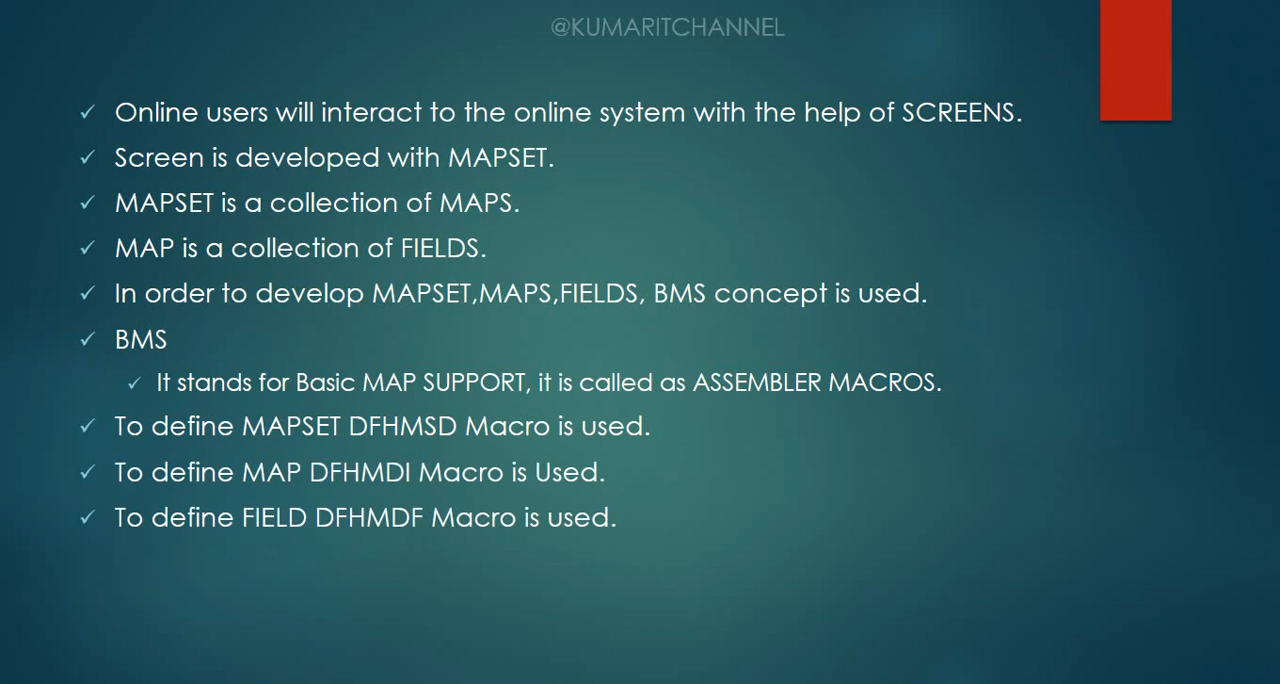 @KUMARITCHANNEL
✓ Online users will interact to the online system with the help of SCREENS.
✓ Screen is developed with MAPSET.
✓ MAPSET is a collection of MAPS.
✓ MAP is a collection of FIELDS.
✓ In order to develop MAPSET,MAPS,FIELDS, BMS concept is used.
✓ BMS
✓ It stands for Basic MAP SUPPORT, it is called as ASSEMBLER MACROS.
✓ To define MAPSET DFHMSD Macro is used.
✓ To define MAP DFHMDI Macro is Used.
✓ To define FIELD DFHMDF Macro is used.